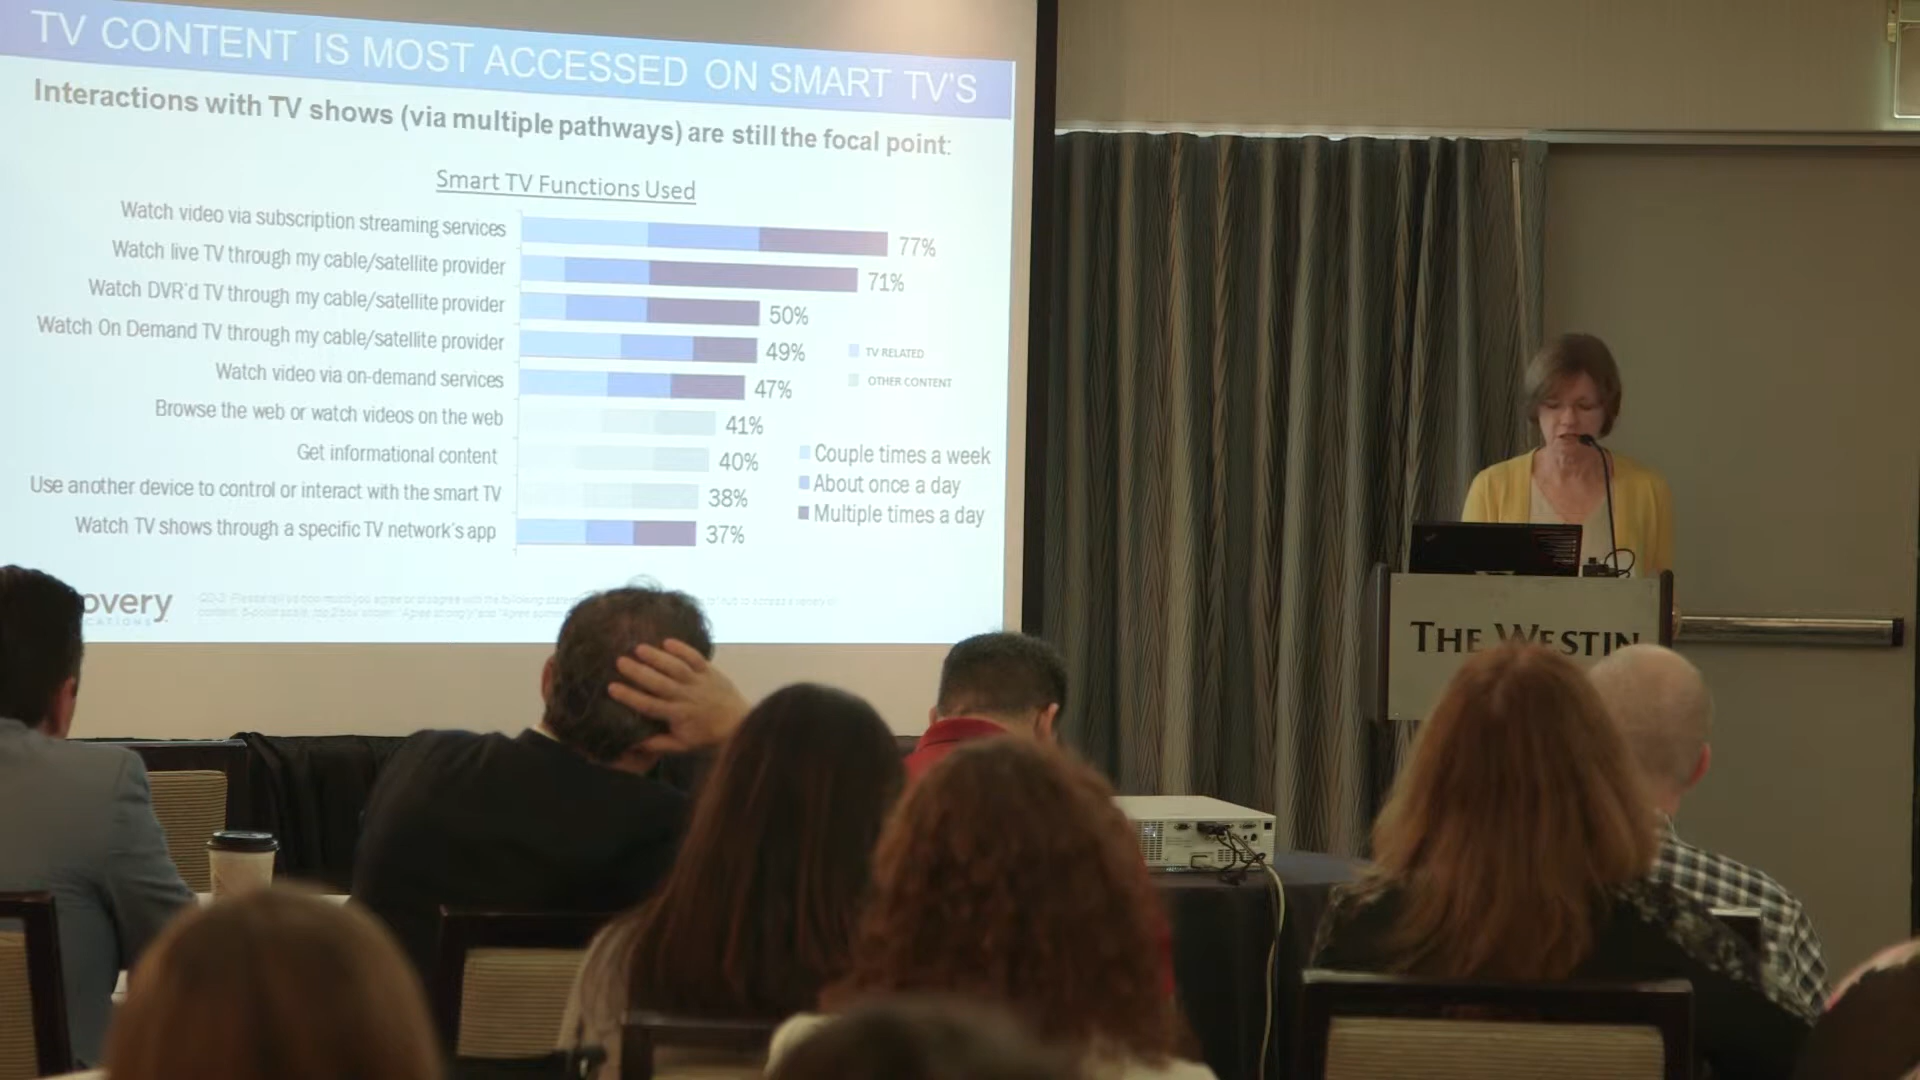 TV CONTENT IS MOST ACCESSED ON SMART TV'S
Interactions with TV shows (via multiple pathways) are still the focal point:
Smart TV Functions Used
Watch video via subscription streaming services 77%
Watch live TV through my cable/satellite provider 71%
Watch DVR'd TV through my cable/satellite provider 50%
Watch On Demand TV through my cable/satellite provider 49%
Watch video via on-demand services 47%
Browse the web or watch videos on the web 41%
Get informational content 40%
Use another device to control or interact with the smart TV 38%
Watch TV shows through a specific TV network's app 37%
TV RELATED
OTHER CONTENT
Couple times a week
About once a day
Multiple times a day
overy
CATIONS
THE WESTIN